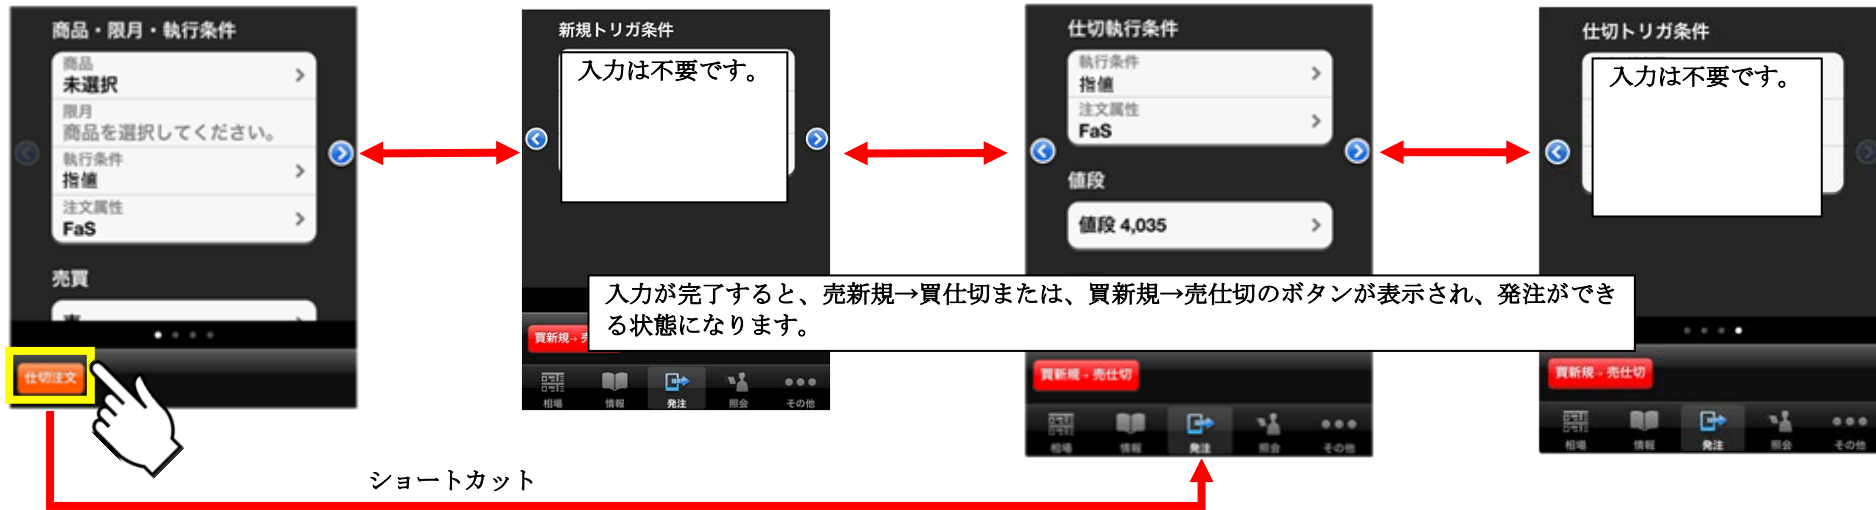 商品・限月・執行条件
商品
未選択
限月
商品を選択してください。
執行条件
指値
注文属性
FaS
売買
仕切注文
新規トリガ条件
入力は不要です。
買新規→
相場
情報
発注
照会
その他
仕切執行条件
執行条件
指値
注文属性
FaS
値段
値段 4,035
買新規→売仕切
相場
情報
発注
照会
その他
仕切トリガ条件
入力は不要です。
買新規→売仕切
相場
情報
発注
照会
その他
入力が完了すると、売新規→買仕切または、買新規→売仕切のボタンが表示され、発注ができ
る状態になります。
ショートカット